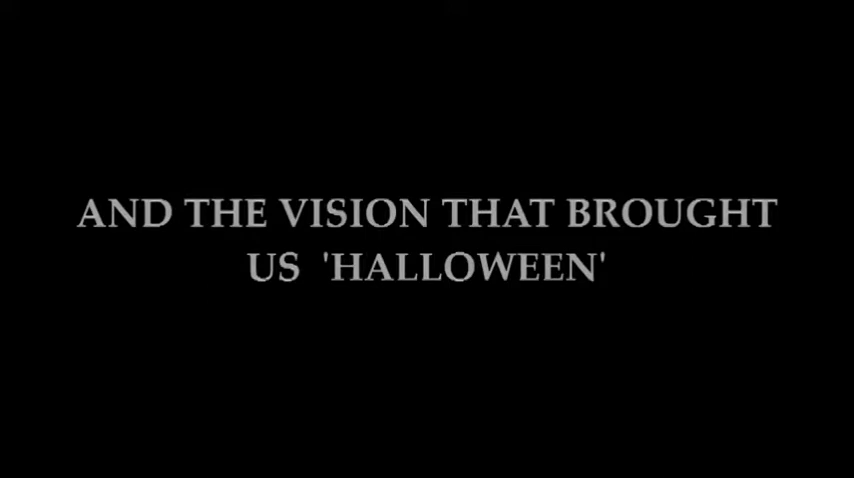 AND THE VISION THAT BROUGHT
US 'HALLOWEEN'